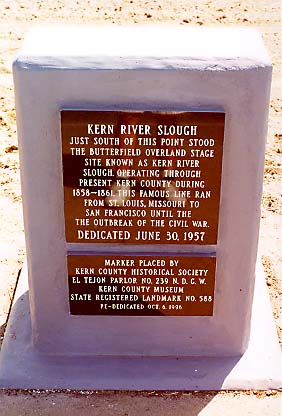 KERN RIVER SLOUGH
JUST SOUTH OF THIS POINT STOOD
THE BUTTERFIELD OVERLAND STAGE
SITE KNOWN AS KERN RIVER
SLOUGH. OPERATING THROUGH
PRESENT KERN COUNTY DURING
1858-1861. THIS FAMOUS LINE RAN
FROM ST. LOUIS, MISSOURI TO
SAN FRANCISCO UNTIL THE
THE OUTBREAK OF THE CIVIL WAR.
DEDICATED JUNE 30, 1957
MARKER PLACED BY
KERN COUNTY HISTORICAL SOCIETY
EL TEJON PARLOR NO. 239 N. D. G. W.
KERN COUNTY MUSEUM
STATE REGISTERED LANDMARK NO. 588
RE-DEDICATED OCT. 6, 1996